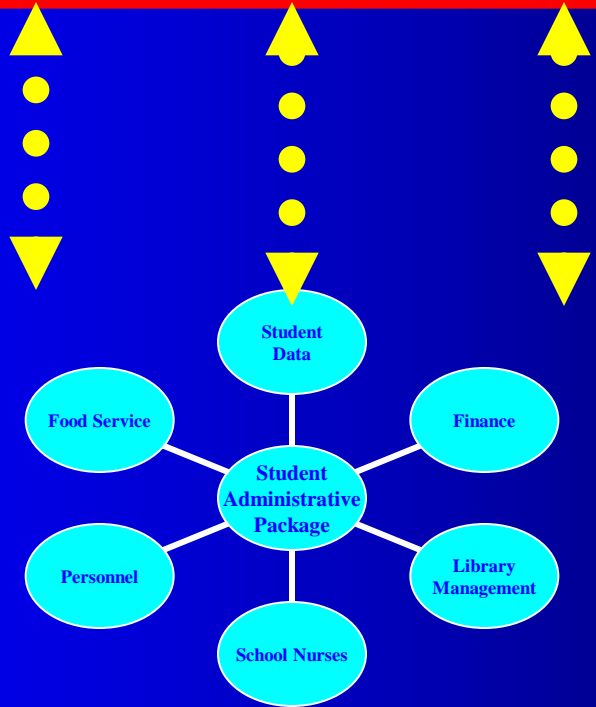 Student
Data
Food Service
Finance
Student
Administrative
Package
Personnel
Library
Management
School Nurses